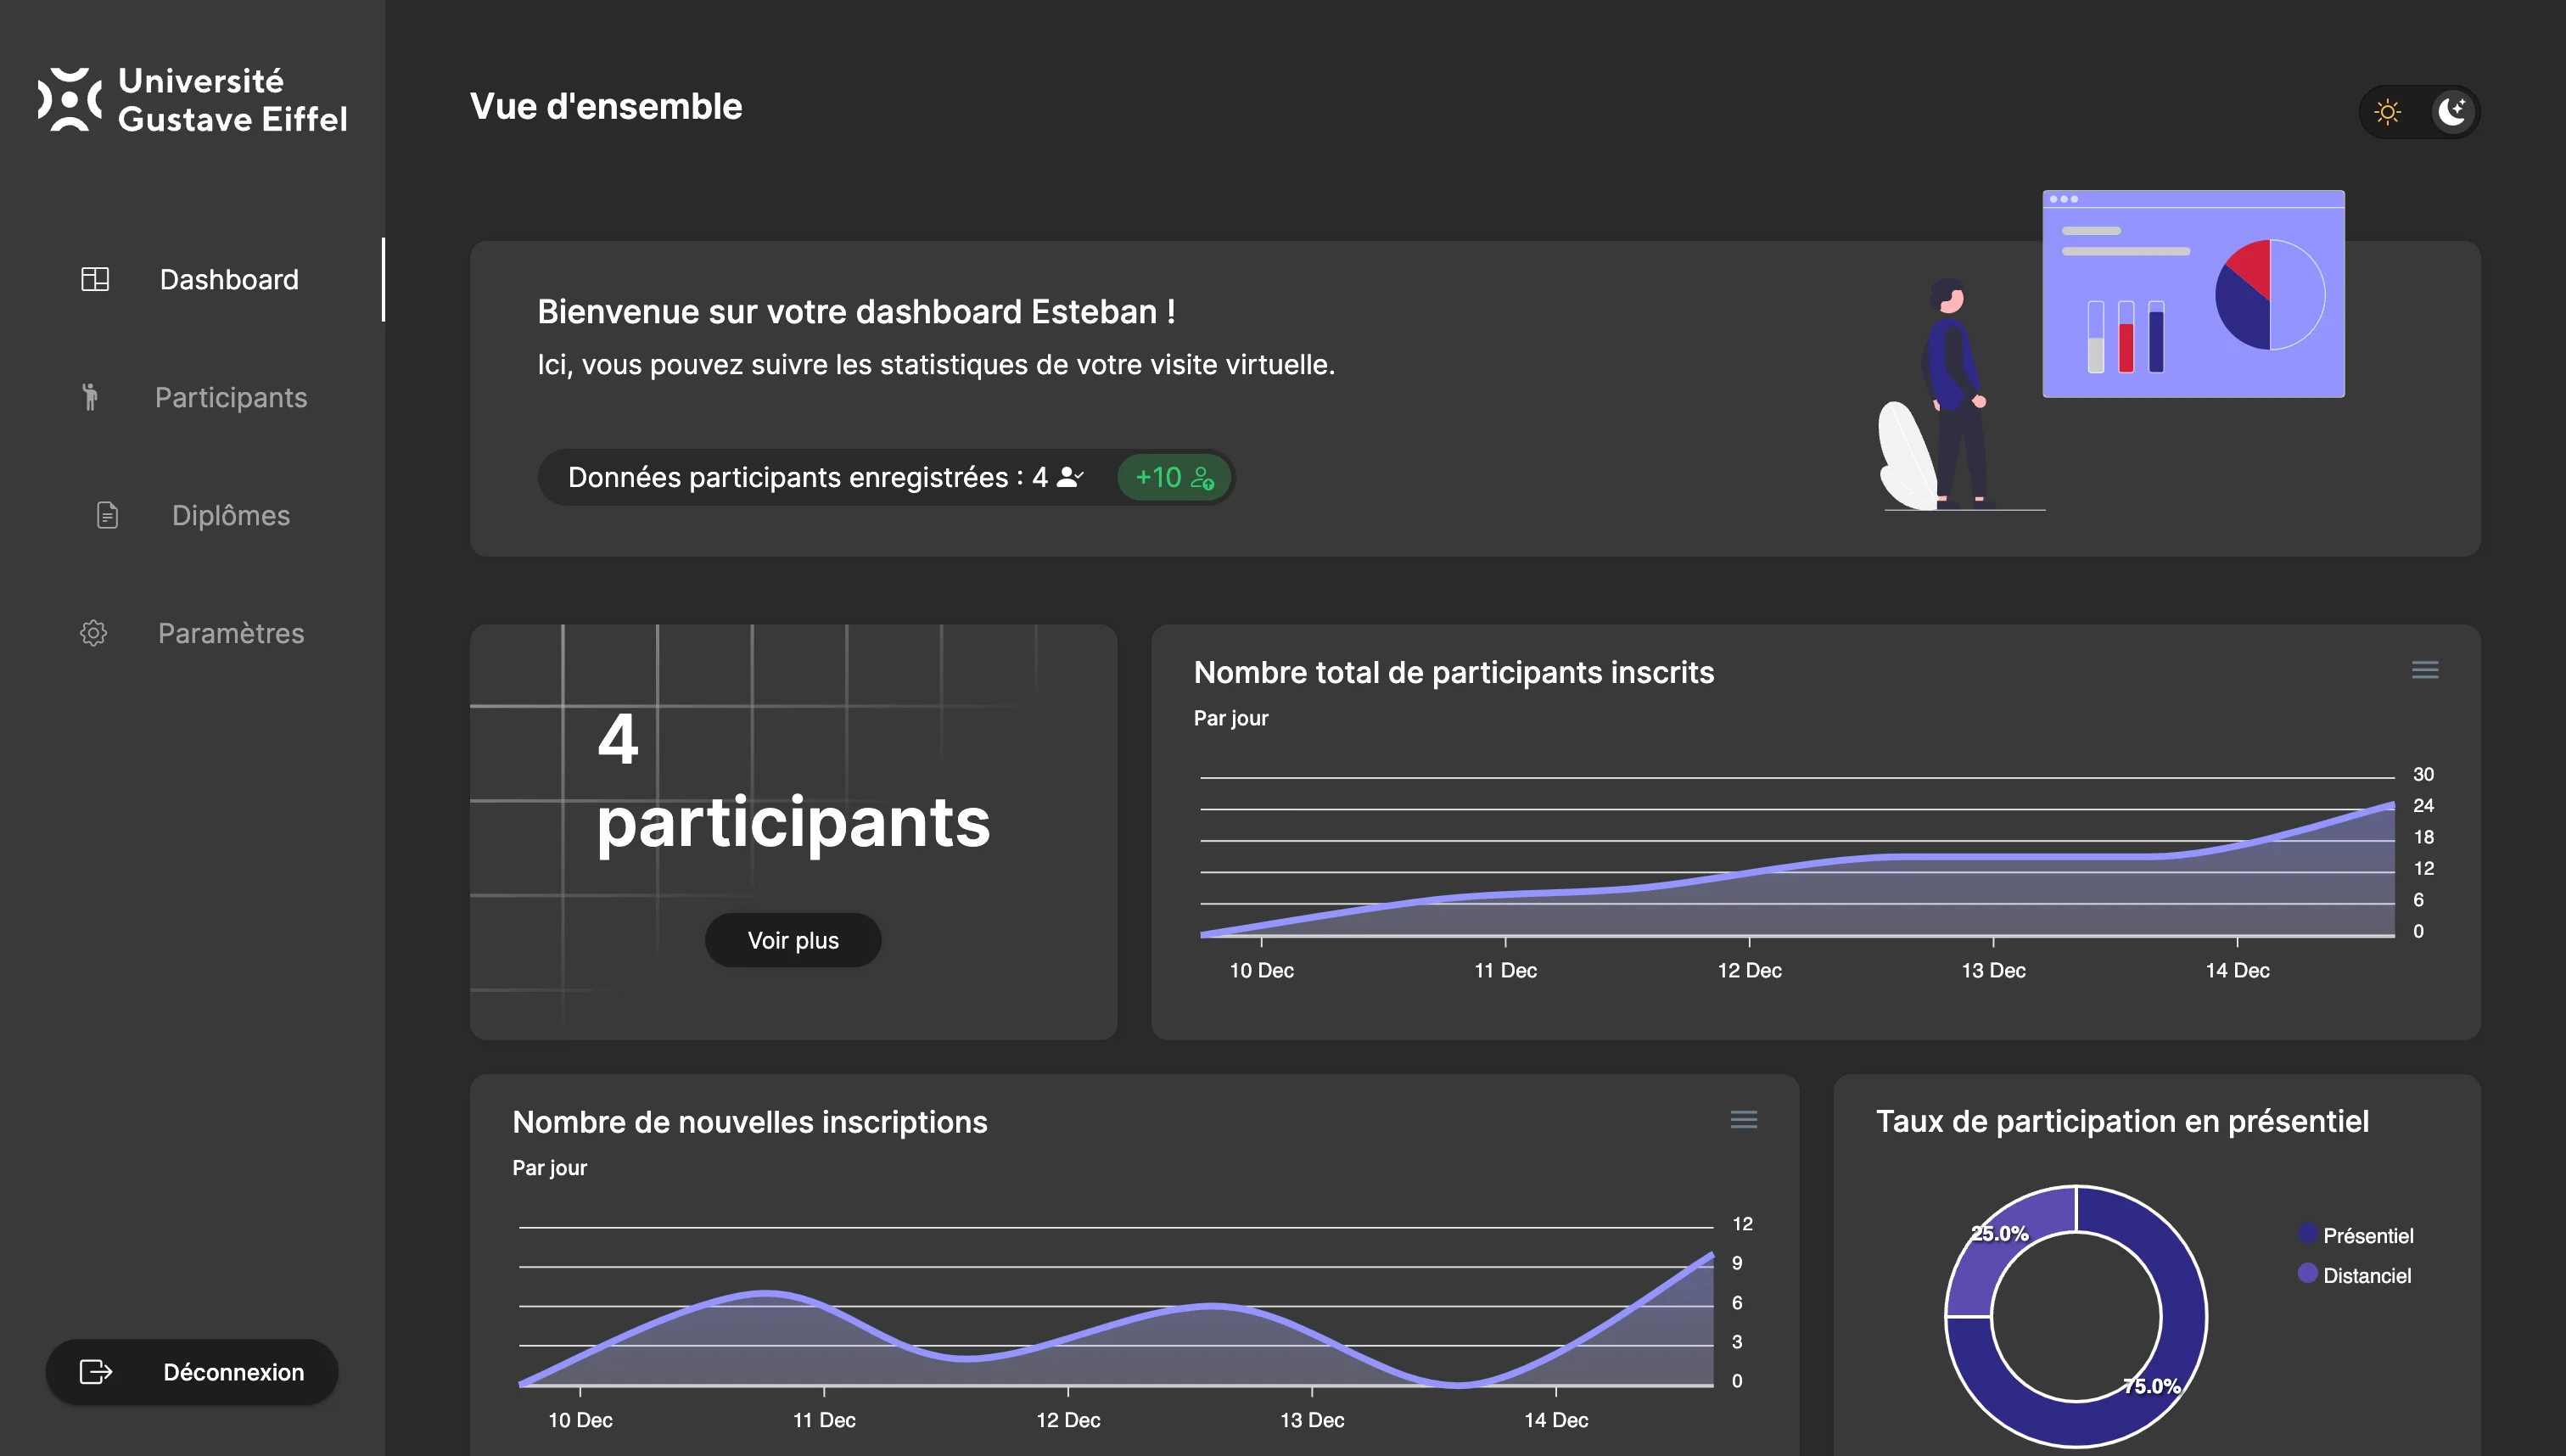 Université
Gustave Eiffel
Dashboard
Participants
Diplômes
Paramètres
Déconnexion
Vue d'ensemble
Bienvenue sur votre dashboard Esteban !
Ici, vous pouvez suivre les statistiques de votre visite virtuelle.
Données participants enregistrées : 4
+10
4
participants
Voir plus
Nombre total de participants inscrits
Par jour
30
24
18
12
6
0
10 Dec
11 Dec
12 Dec
13 Dec
14 Dec
Nombre de nouvelles inscriptions
Par jour
12
9
6
3
0
10 Dec
11 Dec
12 Dec
13 Dec
14 Dec
Taux de participation en présentiel
25.0%
75.0%
Présentiel
Distanciel